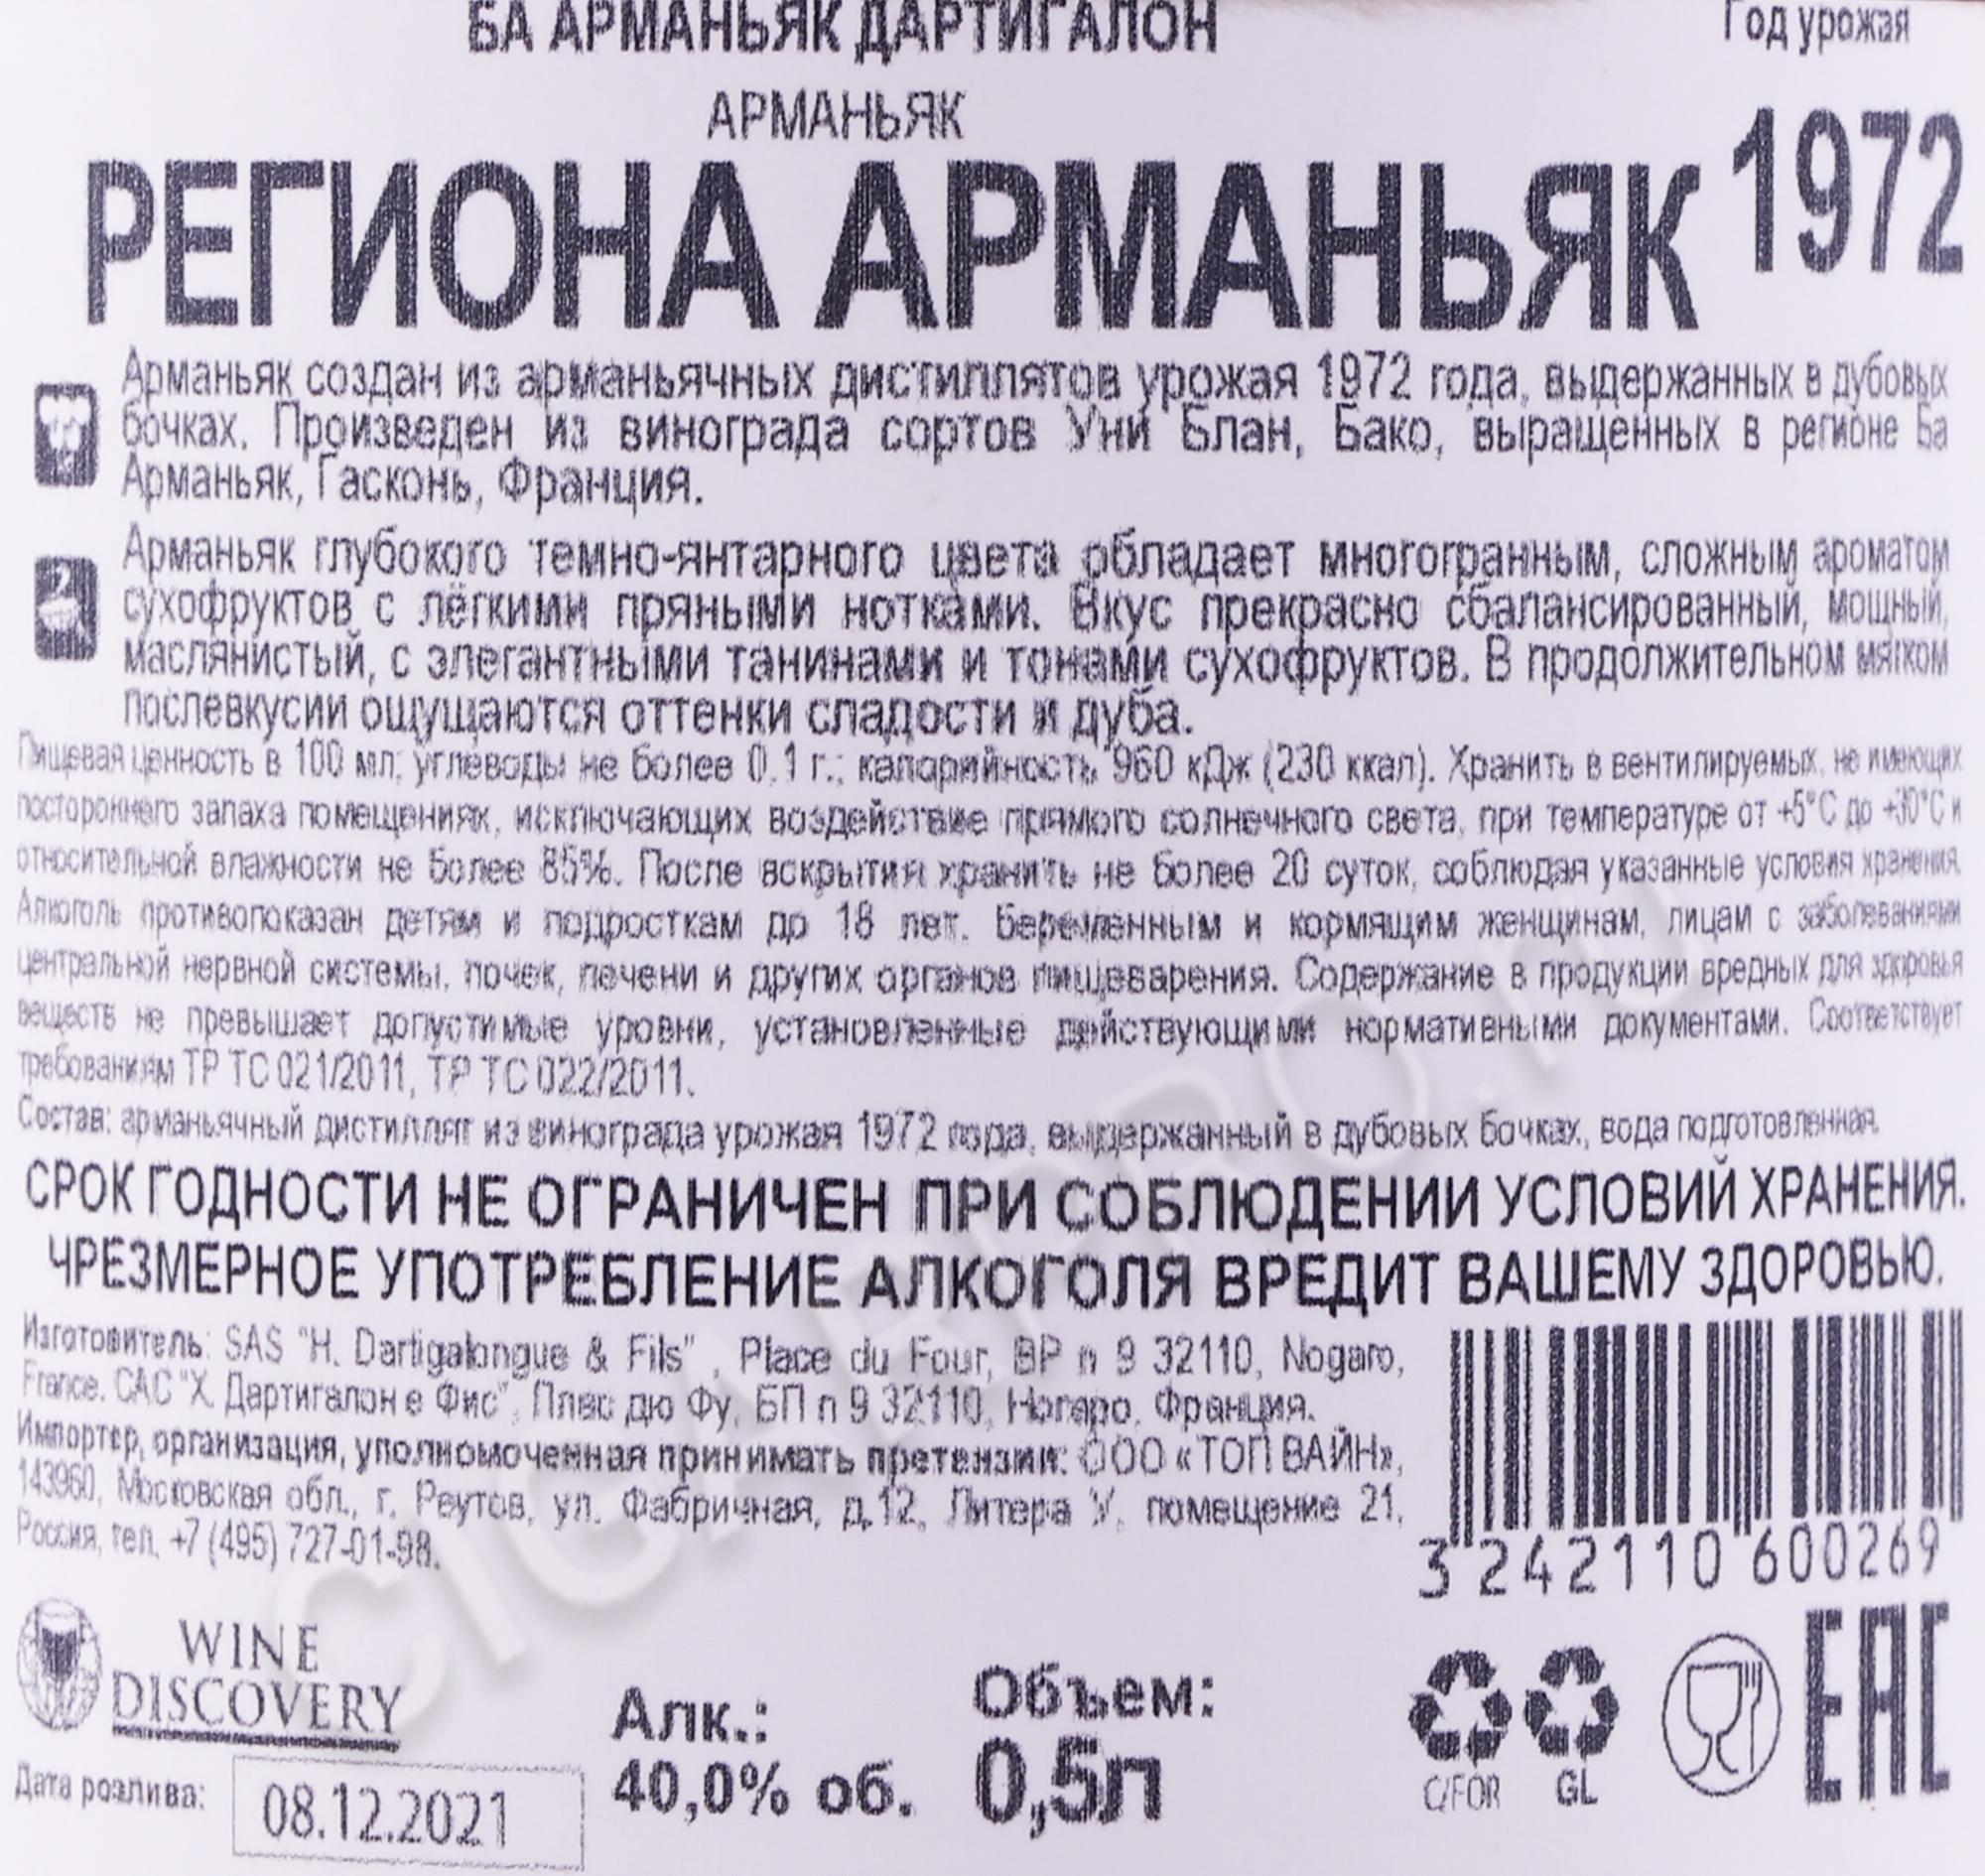 БА АРМАНЬЯК ДАРТИГАЛОН
Год урожая
АРМАНЬЯК
РЕГИОНА АРМАНЬЯК
1972
Арманьяк создан из арманьячных дистиллятов урожая 1972 года, выдержанных в дубовых
бочках. Произведен из винограда сортов Уни Блан, Бако, выращенных в регионе Ба
Арманьяк, Гасконь, Франция.
Арманьяк глубокого темно-янтарного цвета обладает многогранным, сложным ароматом
сухофруктов с лёгкими пряными нотками. Вкус прекрасно сбалансированный, мощный,
маслянистый, с элегантными танинами и тонами сухофруктов. В продолжительном мягком
послевкусии ощущаются оттенки сладости и дуба.
Пищевая ценность в 100 мл: углеводы не более 0,1 г.; калорийность 960 кДж (230 ккал). Хранить в вентилируемых, не имеющих
постороннего запаха помещениях, исключающих воздействие прямого солнечного света, при температуре от +5°С до +30°С и
относительной влажности не более 85%. После вскрытия хранить не более 20 суток, соблюдая указанные условия хранения.
Алкоголь противопоказан детям и подросткам до 18 лет, беременным и кормящим женщинам, лицам с заболеваниями
центральной нервной системы, почек, печени и других органов пищеварения. Содержание в продукции вредных для здоровья
веществ не превышает допустимые уровни, установленные действующими нормативными документами. Соответствует
требованиям ТР ТС 021/2011, ТР ТС 022/2011.
Состав: арманьячный дистиллят из винограда урожая 1972 года, выдержанный в дубовых бочках, вода подготовленная.
СРОК ГОДНОСТИ НЕ ОГРАНИЧЕН ПРИ СОБЛЮДЕНИИ УСЛОВИЙ ХРАНЕНИЯ.
ЧРЕЗМЕРНОЕ УПОТРЕБЛЕНИЕ АЛКОГОЛЯ ВРЕДИТ ВАШЕМУ ЗДОРОВЬЮ.
Изготовитель: SAS "H. Dartigalongue & Fils" , Place du Four, BP n 9 32110, Nogaro,
France. САС "Х. Дартигалон е Фис", Плас дю Фу, БП n 9 32110, Ногаро, Франция.
Импортер, организация, уполномоченная принимать претензии: ООО «ТОП ВАЙН»,
143960, Московская обл., г. Реутов, ул. Фабричная, д.12, Литера У, помещение 21,
Россия, тел. +7 (495) 727-01-98.
3 242110 600269
WINE
DISCOVERY
Алк.:
40,0% об.
Объем:
0,5л
C/FOR
GL
EAC
Дата розлива:
08.12.2021
CIGARPRO.ru